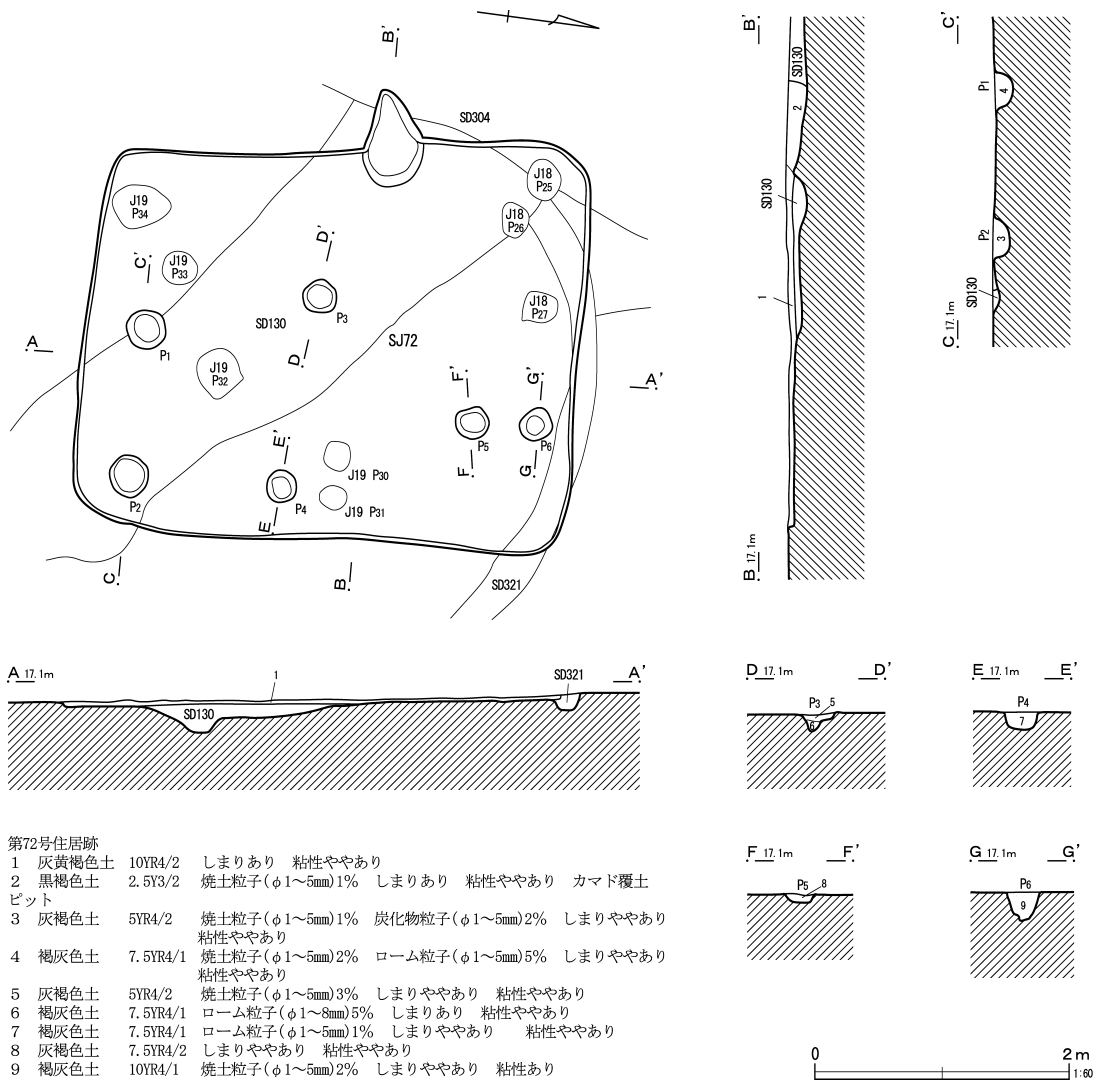 B'
SD304
J18
P25
J19
P34
J18
P26
C'
J19
P33
D'
J18
P27
P3
SD130
SJ72
P1
A
D
J19
P32
A'
F'
G'
E'
P5
P6
F
G
J19 P30
P2
P4
J19 P31
E
C
B
SD321
B'
SD130
2
SD130
1
B 17.1m
C'
P1
4
P2
3
SD130
C 17.1m
A 17.1m
1
SD321
A'
SD130
D 17.1m
D'
P3
5
6
E 17.1m
E'
P4
7
F 17.1m
F'
P5
8
G 17.1m
G'
P6
9
第72号住居跡
1 灰黄褐色土 10YR4/2 しまりあり 粘性ややあり
2 黒褐色土 2.5Y3/2 焼土粒子(φ1～5㎜)1% しまりあり 粘性ややあり カマド覆土
ピット
3 灰褐色土 5YR4/2 焼土粒子(φ1～5㎜)1% 炭化物粒子(φ1～5㎜)2% しまりややあり
粘性ややあり
4 褐灰色土 7.5YR4/1 焼土粒子(φ1～5㎜)2% ローム粒子(φ1～5㎜)5% しまりややあり
粘性ややあり
5 灰褐色土 5YR4/2 焼土粒子(φ1～5㎜)3% しまりややあり 粘性ややあり
6 褐灰色土 7.5YR4/1 ローム粒子(φ1～8㎜)5% しまりあり 粘性ややあり
7 褐灰色土 7.5YR4/1 ローム粒子(φ1～5㎜)1% しまりややあり 粘性ややあり
8 灰褐色土 7.5YR4/2 しまりややあり 粘性ややあり
9 褐灰色土 10YR4/1 焼土粒子(φ1～5㎜)2% しまりややあり 粘性あり
0 2m
1:60